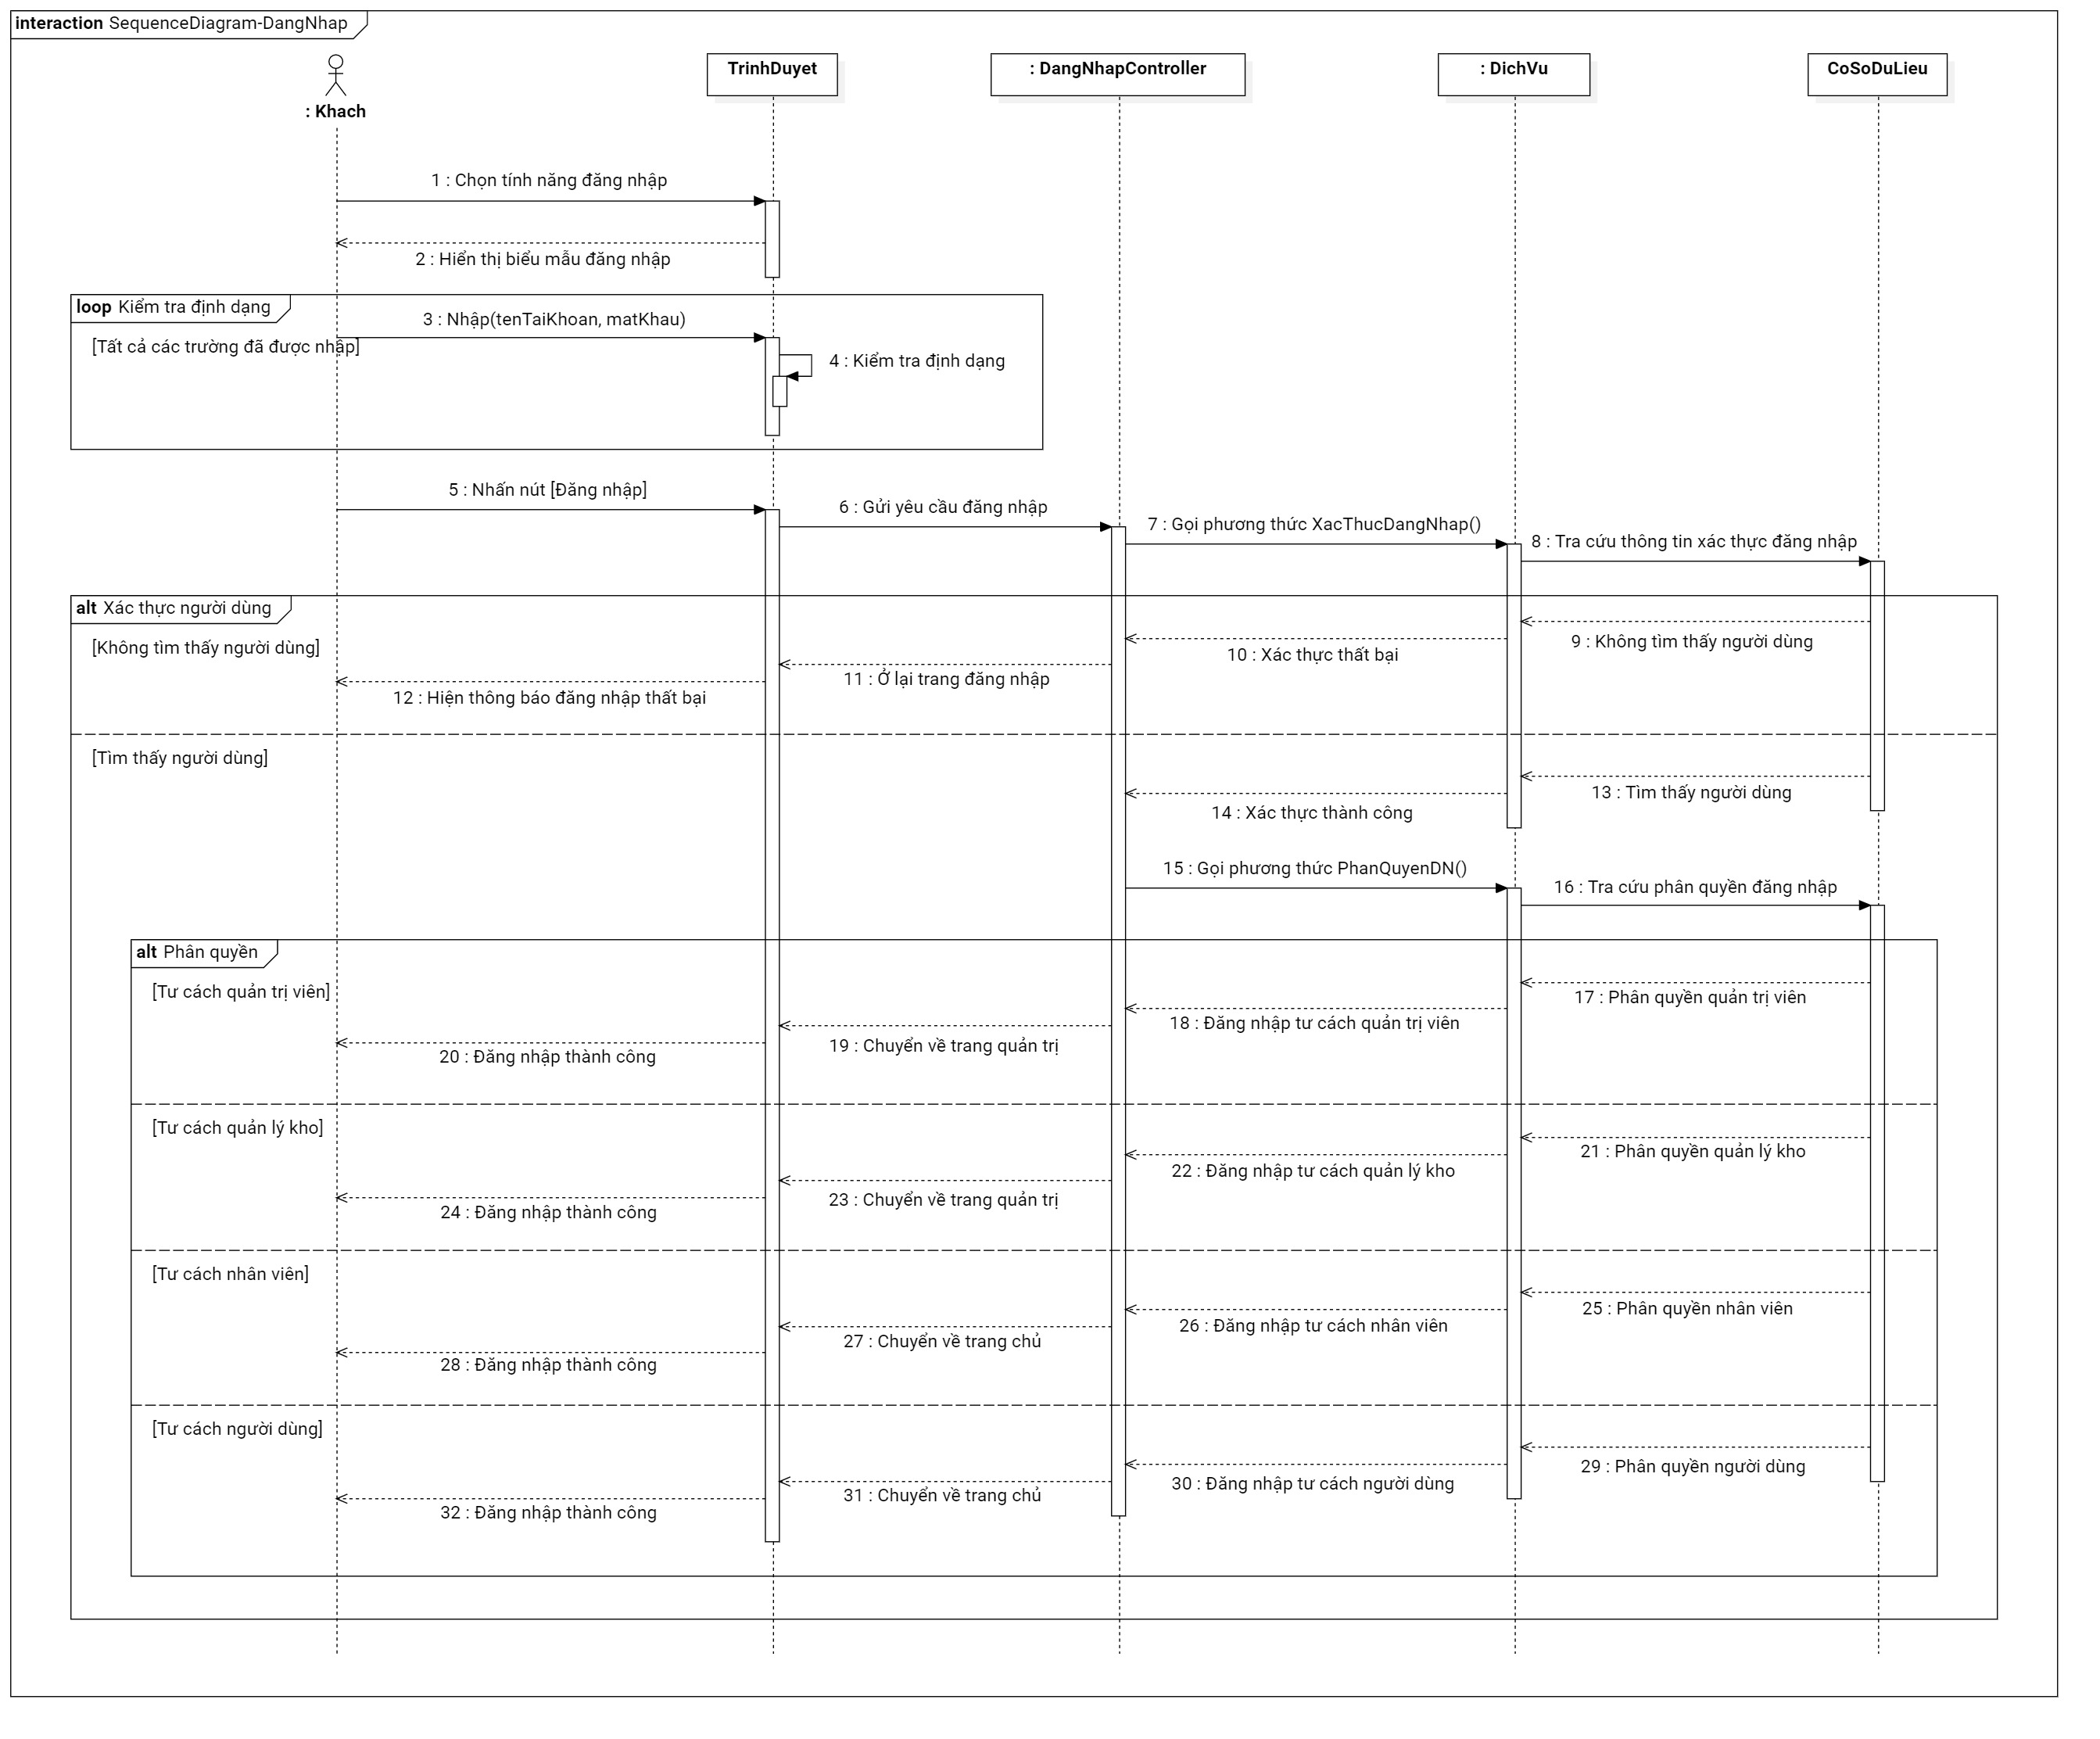 interaction SequenceDiagram-DangNhap
: Khach
TrinhDuyet
: DangNhapController
: DichVu
CoSoDuLieu
1 : Chọn tính năng đăng nhập
2 : Hiển thị biểu mẫu đăng nhập
loop Kiểm tra định dạng
3 : Nhập(tenTaiKhoan, matKhau)
[Tất cả các trường đã được nhập]
4 : Kiểm tra định dạng
5 : Nhấn nút [Đăng nhập]
6 : Gửi yêu cầu đăng nhập
7 : Gọi phương thức XacThucDangNhap()
8 : Tra cứu thông tin xác thực đăng nhập
alt Xác thực người dùng
[Không tìm thấy người dùng]
9 : Không tìm thấy người dùng
10 : Xác thực thất bại
11 : Ở lại trang đăng nhập
12 : Hiện thông báo đăng nhập thất bại
[Tìm thấy người dùng]
13 : Tìm thấy người dùng
14 : Xác thực thành công
15 : Gọi phương thức PhanQuyenDN()
16 : Tra cứu phân quyền đăng nhập
alt Phân quyền
[Tư cách quản trị viên]
17 : Phân quyền quản trị viên
18 : Đăng nhập tư cách quản trị viên
19 : Chuyển về trang quản trị
20 : Đăng nhập thành công
[Tư cách quản lý kho]
21 : Phân quyền quản lý kho
22 : Đăng nhập tư cách quản lý kho
23 : Chuyển về trang quản trị
24 : Đăng nhập thành công
[Tư cách nhân viên]
25 : Phân quyền nhân viên
26 : Đăng nhập tư cách nhân viên
27 : Chuyển về trang chủ
28 : Đăng nhập thành công
[Tư cách người dùng]
29 : Phân quyền người dùng
30 : Đăng nhập tư cách người dùng
31 : Chuyển về trang chủ
32 : Đăng nhập thành công